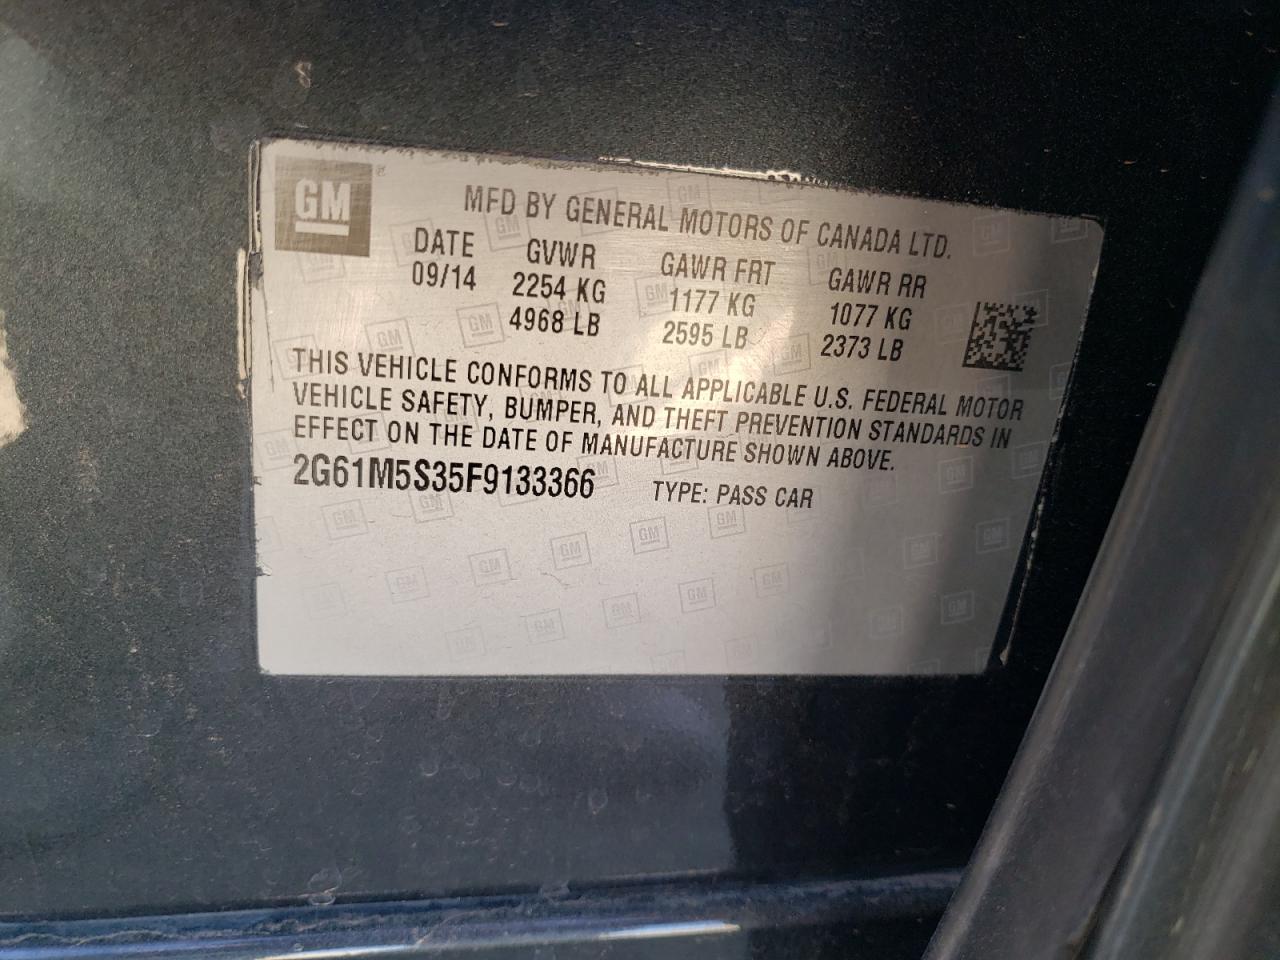 GM
MFD BY GENERAL MOTORS OF CANADA LTD.
DATE GVWR GAWR FRT GAWR RR
09/14 2254 KG 1177 KG 1077 KG
4968 LB 2595 LB 2373 LB
THIS VEHICLE CONFORMS TO ALL APPLICABLE U.S. FEDERAL MOTOR
VEHICLE SAFETY, BUMPER, AND THEFT PREVENTION STANDARDS IN
EFFECT ON THE DATE OF MANUFACTURE SHOWN ABOVE.
2G61M5S35F9133366 TYPE: PASS CAR